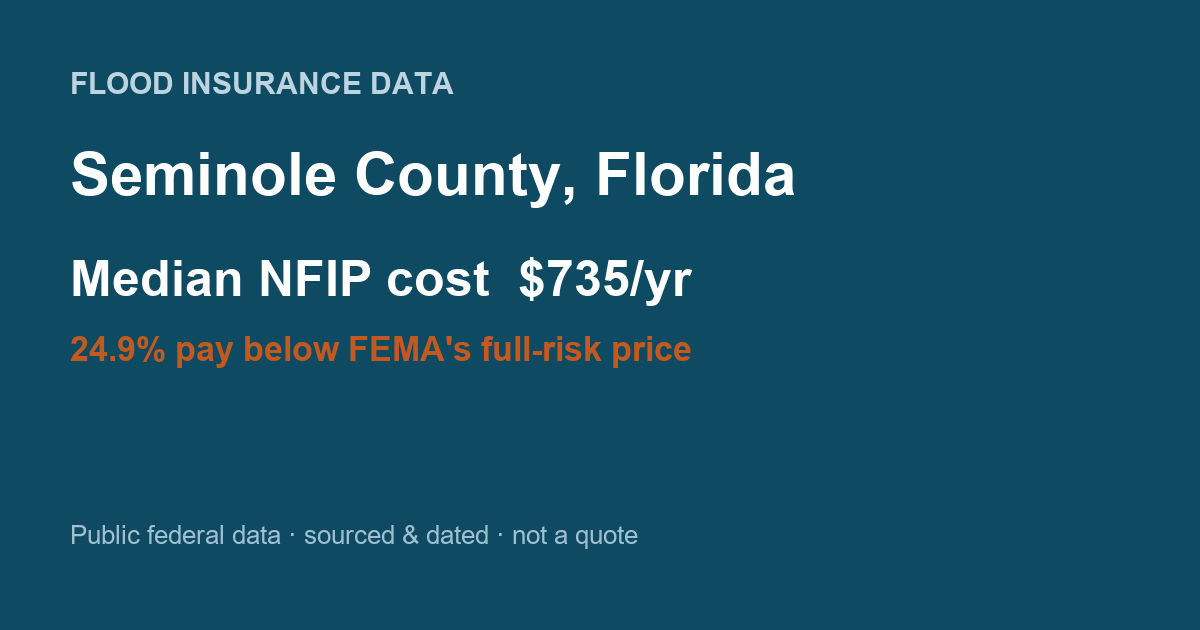 FLOOD INSURANCE DATA
Seminole County, Florida
Median NFIP cost  $735/yr
24.9% pay below FEMA's full-risk price
Public federal data · sourced & dated · not a quote